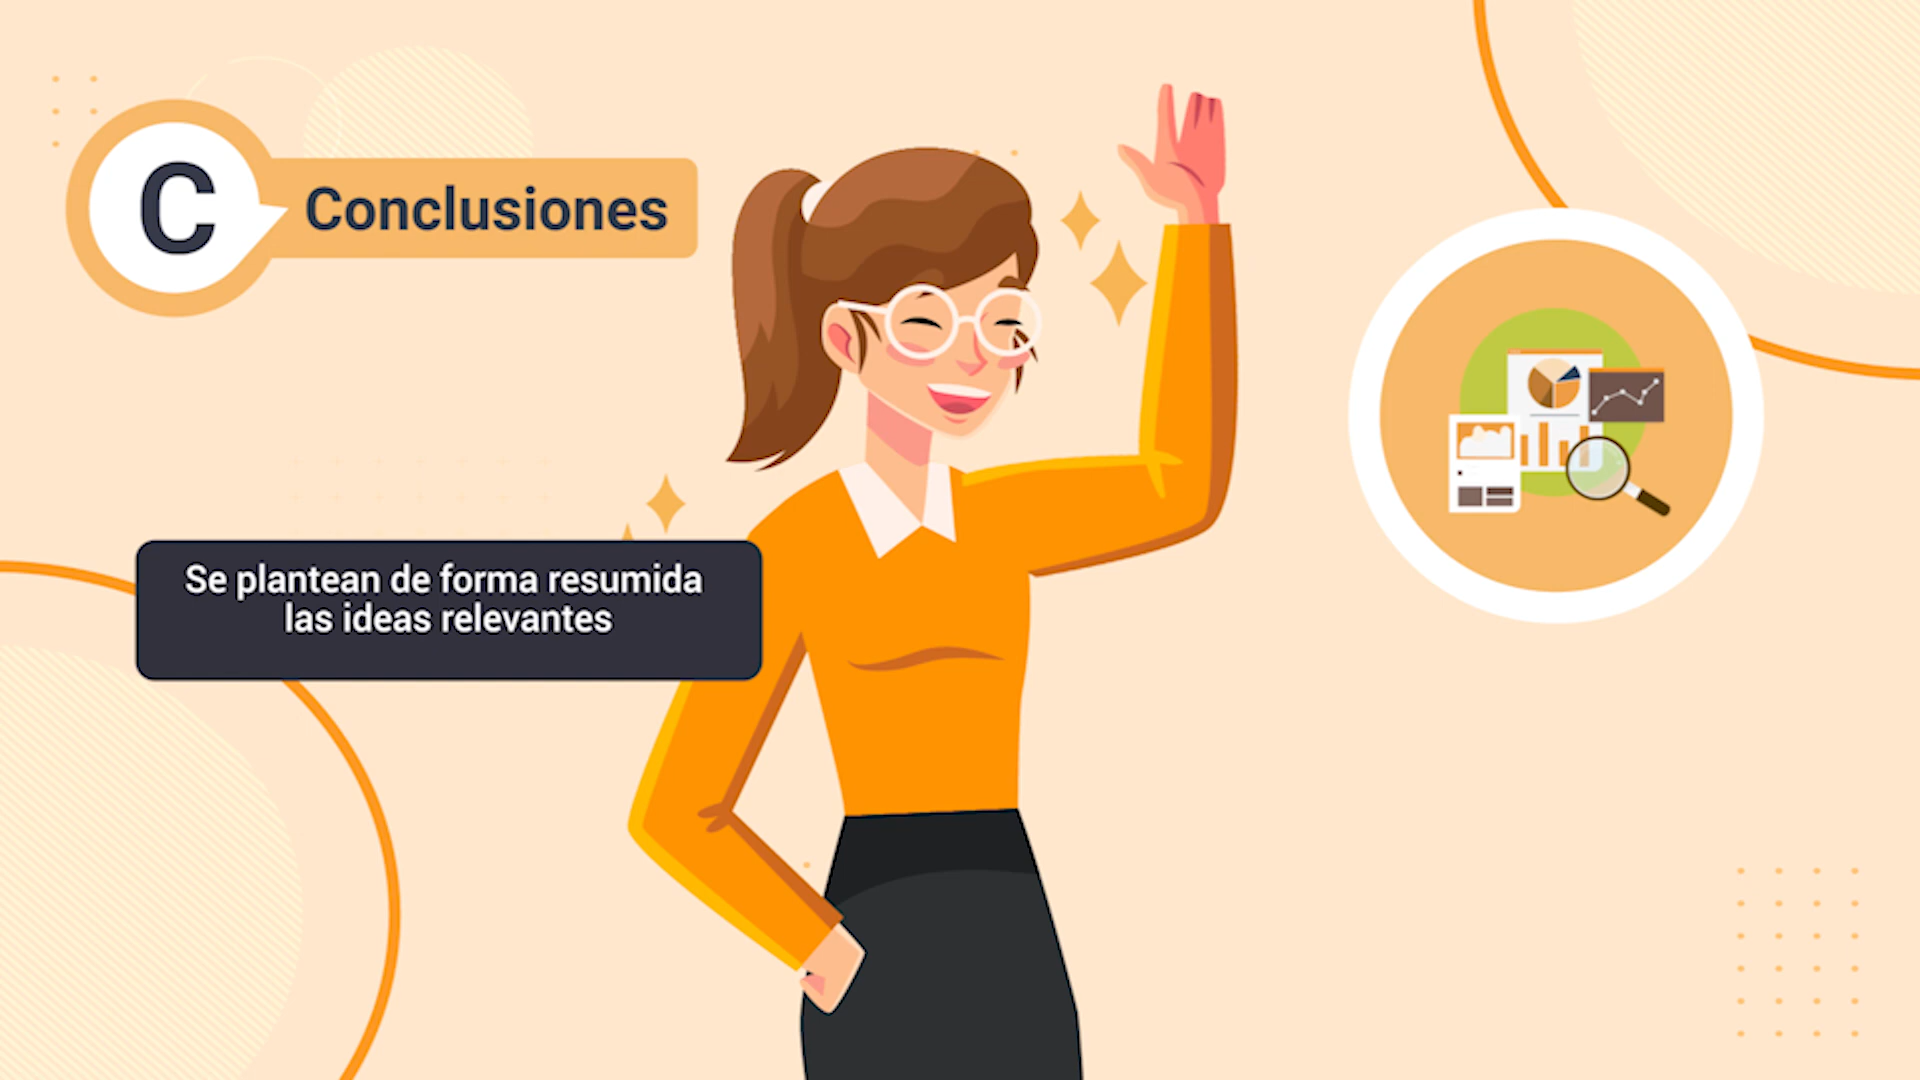 C
Conclusiones
Se plantean de forma resumida
las ideas relevantes